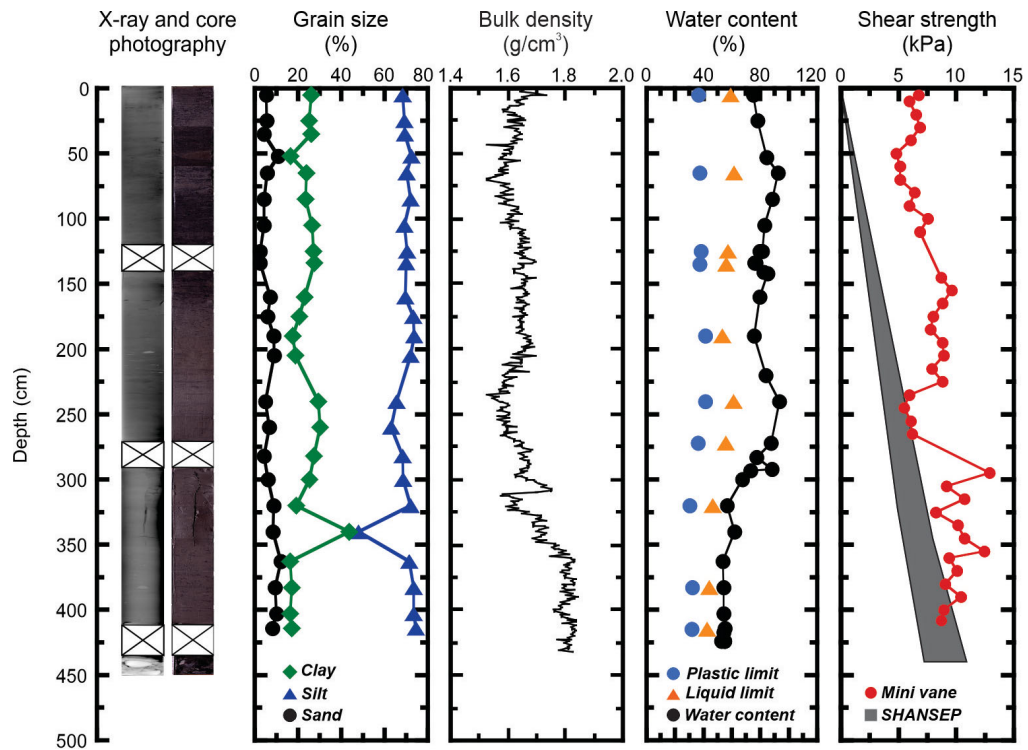 X-ray and core
photography
Grain size
(%)
Bulk density
(g/cm³)
Water content
(%)
Shear strength
(kPa)
0 20 40 60 80
1.4 1.6 1.8 2.0
0 40 80 120
0 5 10 15
Depth (cm)
0
50
100
150
200
250
300
350
400
450
500
Clay
Silt
Sand
Plastic limit
Liquid limit
Water content
Mini vane
SHANSEP